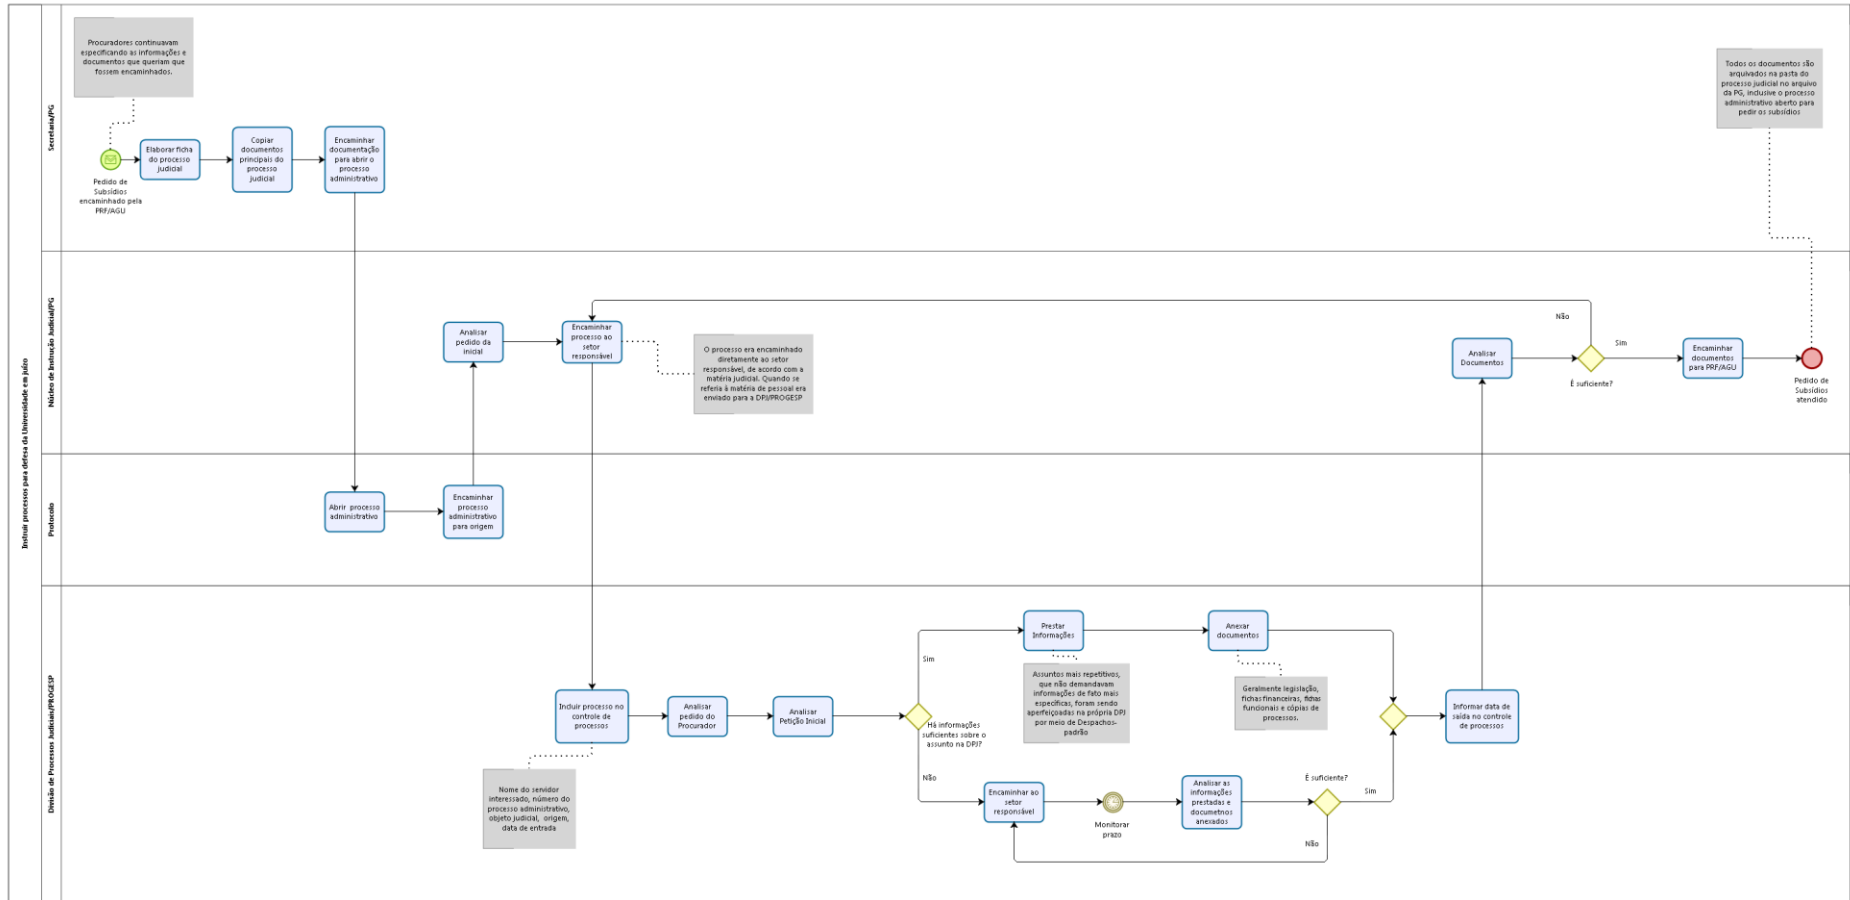 Instruir processos para defesa da Universidade em juízo
Secretaria/PG
Procuradores continuavam
especificando as informações e
documentos que queriam que
fossem encaminhados.
Pedido de
Subsídios
encaminhado pela
PRF/AGU
Elaborar ficha
do processo
judicial
Copiar
documentos
principais do
processo
judicial
Encaminhar
documentação
para abrir o
processo
administrativo
Todos os documentos são
arquivados na pasta do
processo judicial no arquivo
da PG, inclusive o processo
administrativo aberto para
pedir os subsídios
Núcleo de Instrução Judicial/PG
Analisar
pedido da
inicial
Encaminhar
processo ao
setor
responsável
O processo era encaminhado
diretamente ao setor
responsável, de acordo com a
matéria judicial. Quando se
referia à matéria de pessoal era
enviado para a DPJ/PROGESP
Analisar
Documentos
Não
É suficiente?
Sim
Encaminhar
documentos
para PRF/AGU
Pedido de
Subsídios
atendido
Protocolo
Abrir processo
administrativo
Encaminhar
processo
administrativo
para origem
Divisão de Processos Judiciais/PROGESP
Incluir processo no
controle de
processos
Nome do servidor
interessado, número do
processo administrativo,
objeto judicial, origem,
data de entrada
Analisar
pedido do
Procurador
Analisar
Petição Inicial
Há informações
suficientes sobre o
assunto na DPJ?
Sim
Prestar
Informações
Assuntos mais repetitivos,
que não demandavam
informações de fato mais
específicas, foram sendo
aperfeiçoadas na própria DPJ
por meio de Despachos-
padrão
Anexar
documentos
Geralmente legislação,
fichas financeiras, fichas
funcionais e cópias de
processos.
Não
Encaminhar ao
setor
responsável
Monitorar
prazo
Analisar as
informações
prestadas e
documetnos
anexados
É suficiente?
Sim
Não
Informar data de
saída no controle
de processos